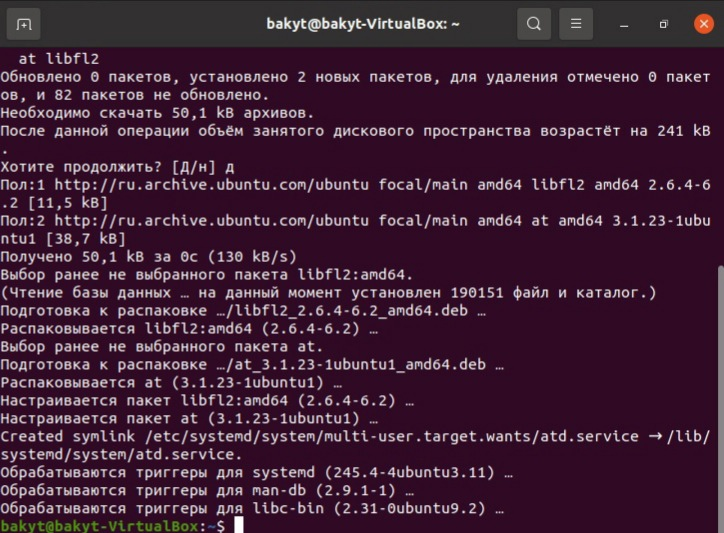 bakyt@bakyt-VirtualBox: ~
at libfl2
Обновлено 0 пакетов, установлено 2 новых пакетов, для удаления отмечено 0 пакет
ов, и 82 пакетов не обновлено.
Необходимо скачать 50,1 kB архивов.
После данной операции объём занятого дискового пространства возрастёт на 241 kB
.
Хотите продолжить? [Д/н] д
Пол:1 http://ru.archive.ubuntu.com/ubuntu focal/main amd64 libfl2 amd64 2.6.4-6
.2 [11,5 kB]
Пол:2 http://ru.archive.ubuntu.com/ubuntu focal/main amd64 at amd64 3.1.23-1ubu
ntu1 [38,7 kB]
Получено 50,1 kB за 0с (130 kB/s)
Выбор ранее не выбранного пакета libfl2:amd64.
(Чтение базы данных … на данный момент установлен 190151 файл и каталог.)
Подготовка к распаковке …/libfl2_2.6.4-6.2_amd64.deb …
Распаковывается libfl2:amd64 (2.6.4-6.2) …
Выбор ранее не выбранного пакета at.
Подготовка к распаковке …/at_3.1.23-1ubuntu1_amd64.deb …
Распаковывается at (3.1.23-1ubuntu1) …
Настраивается пакет libfl2:amd64 (2.6.4-6.2) …
Настраивается пакет at (3.1.23-1ubuntu1) …
Created symlink /etc/systemd/system/multi-user.target.wants/atd.service → /lib/
systemd/system/atd.service.
Обрабатываются триггеры для systemd (245.4-4ubuntu3.11) …
Обрабатываются триггеры для man-db (2.9.1-1) …
Обрабатываются триггеры для libc-bin (2.31-0ubuntu9.2) …
bakyt@bakyt-VirtualBox:~$